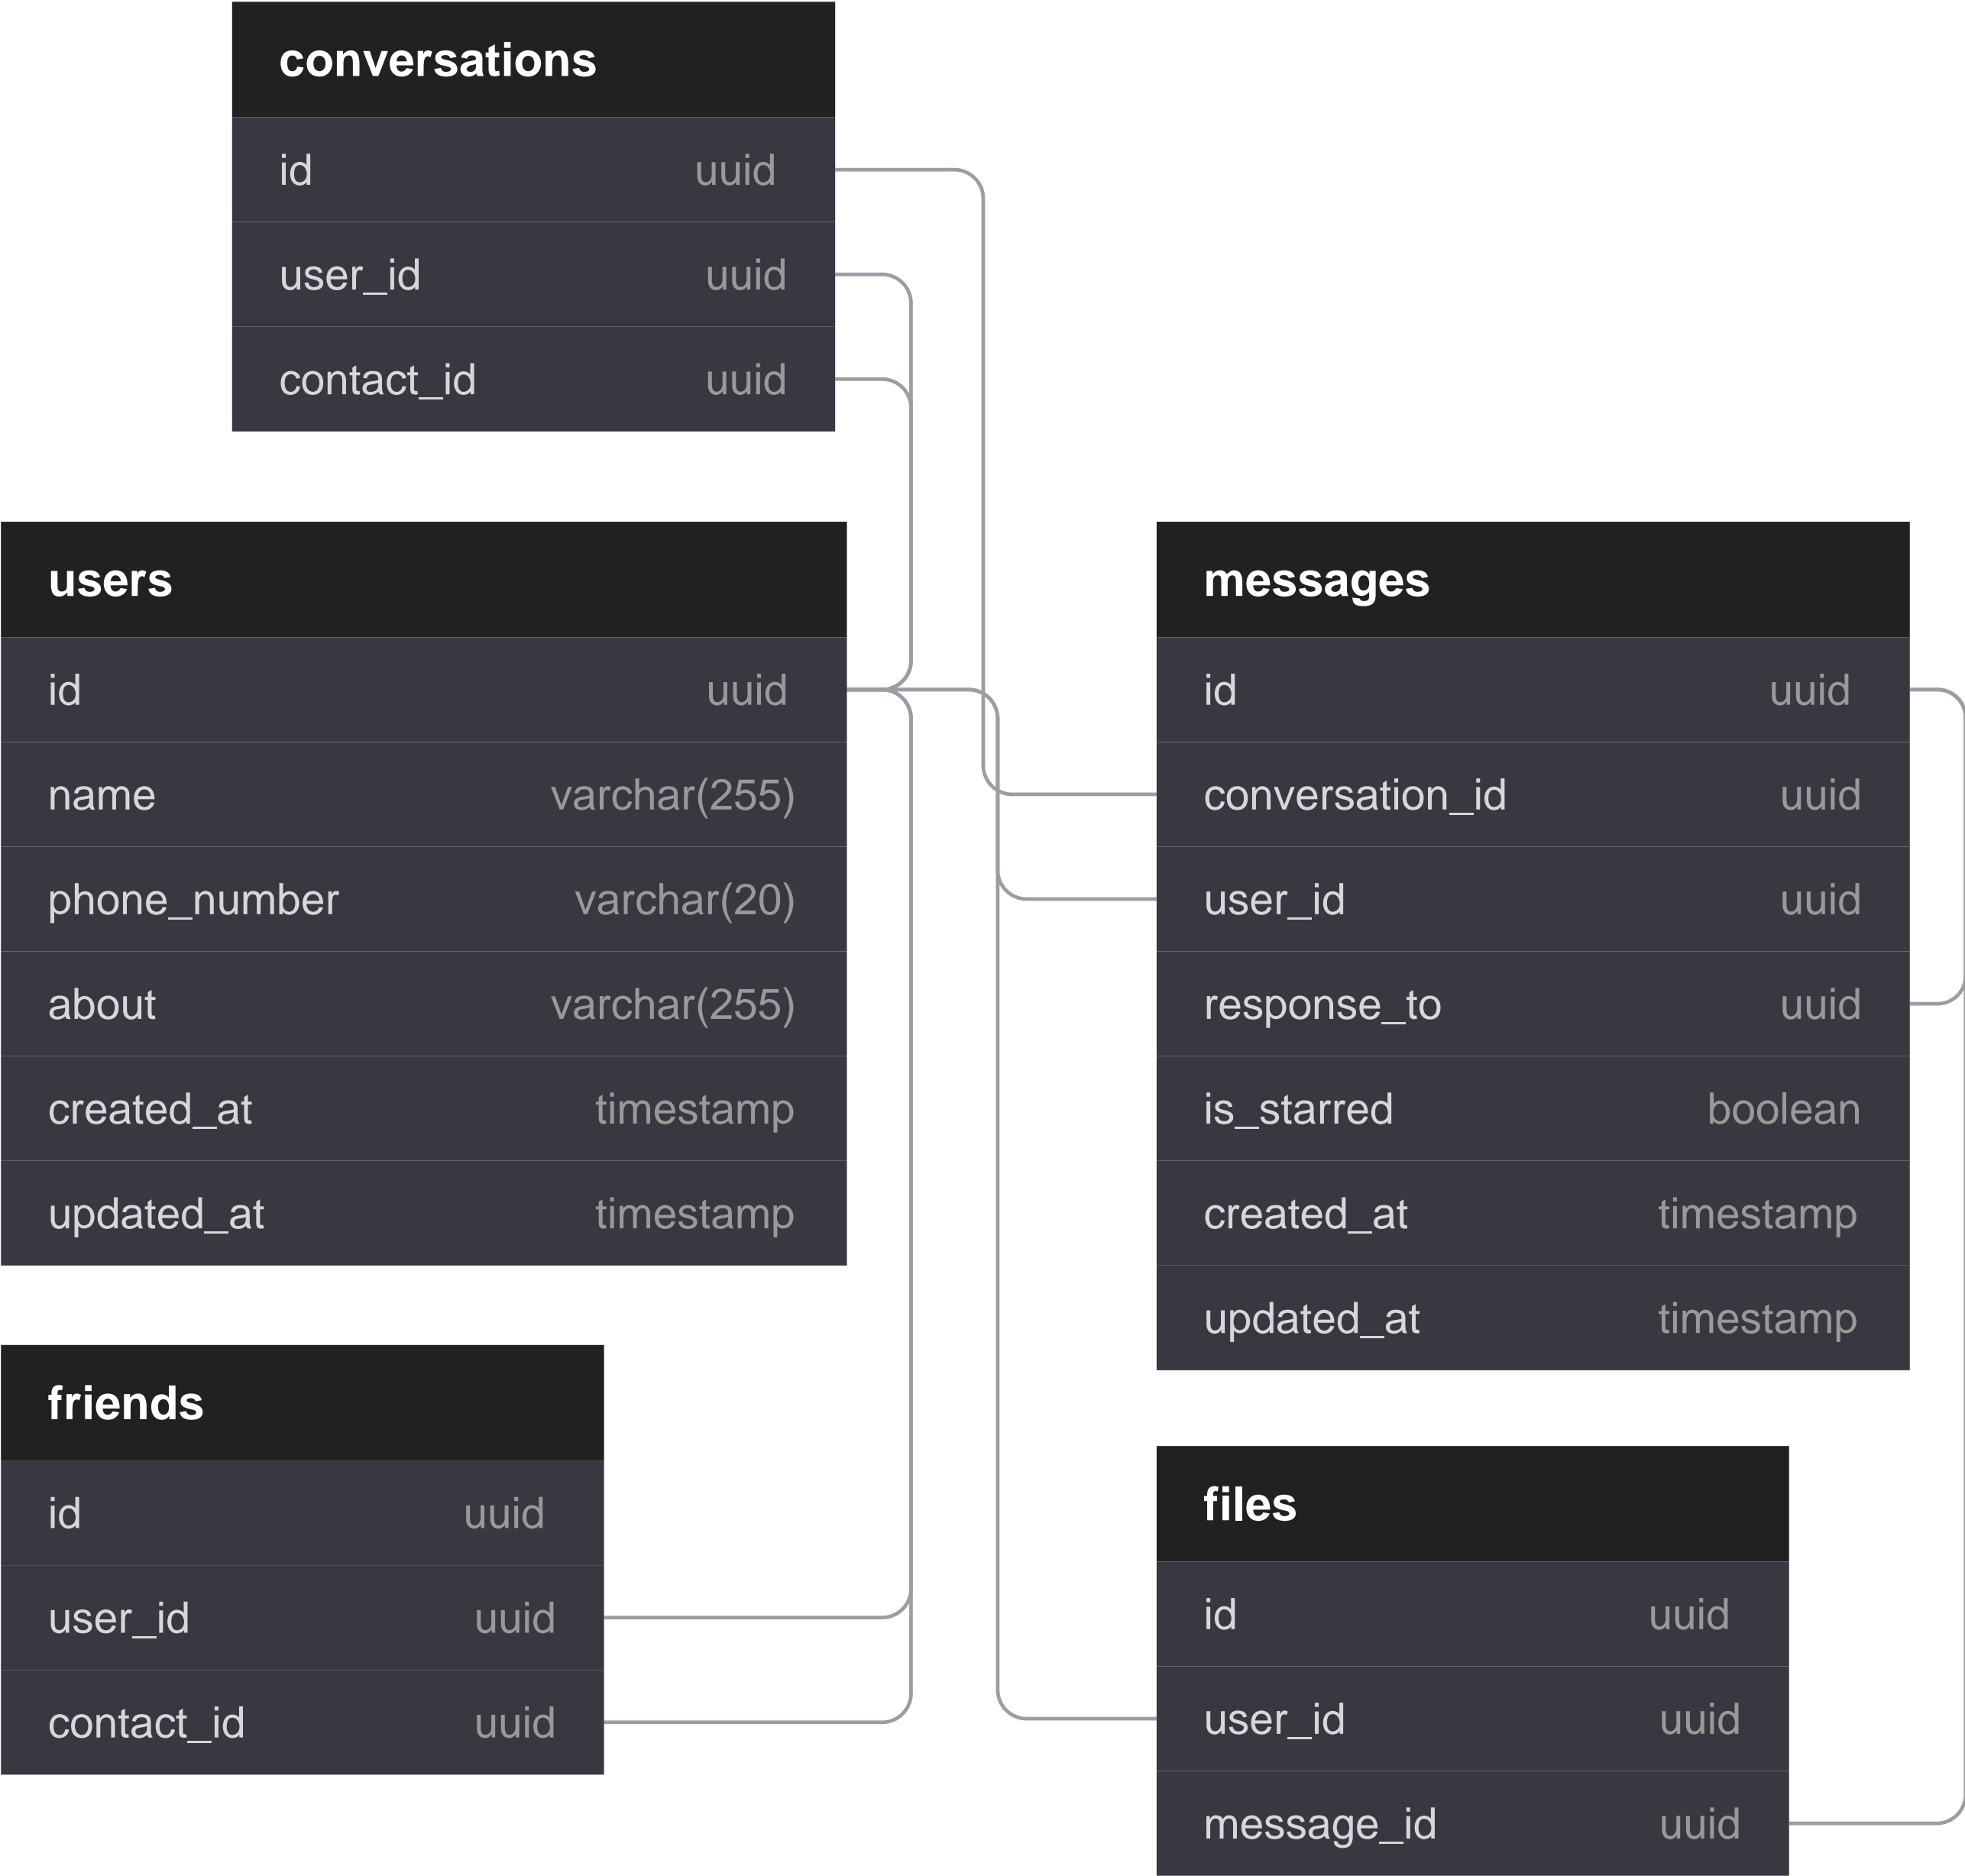 conversations
id uuid
user_id uuid
contact_id uuid
users
id uuid
name varchar(255)
phone_number varchar(20)
about varchar(255)
created_at timestamp
updated_at timestamp
messages
id uuid
conversation_id uuid
user_id uuid
response_to uuid
is_starred boolean
created_at timestamp
updated_at timestamp
friends
id uuid
user_id uuid
contact_id uuid
files
id uuid
user_id uuid
message_id uuid